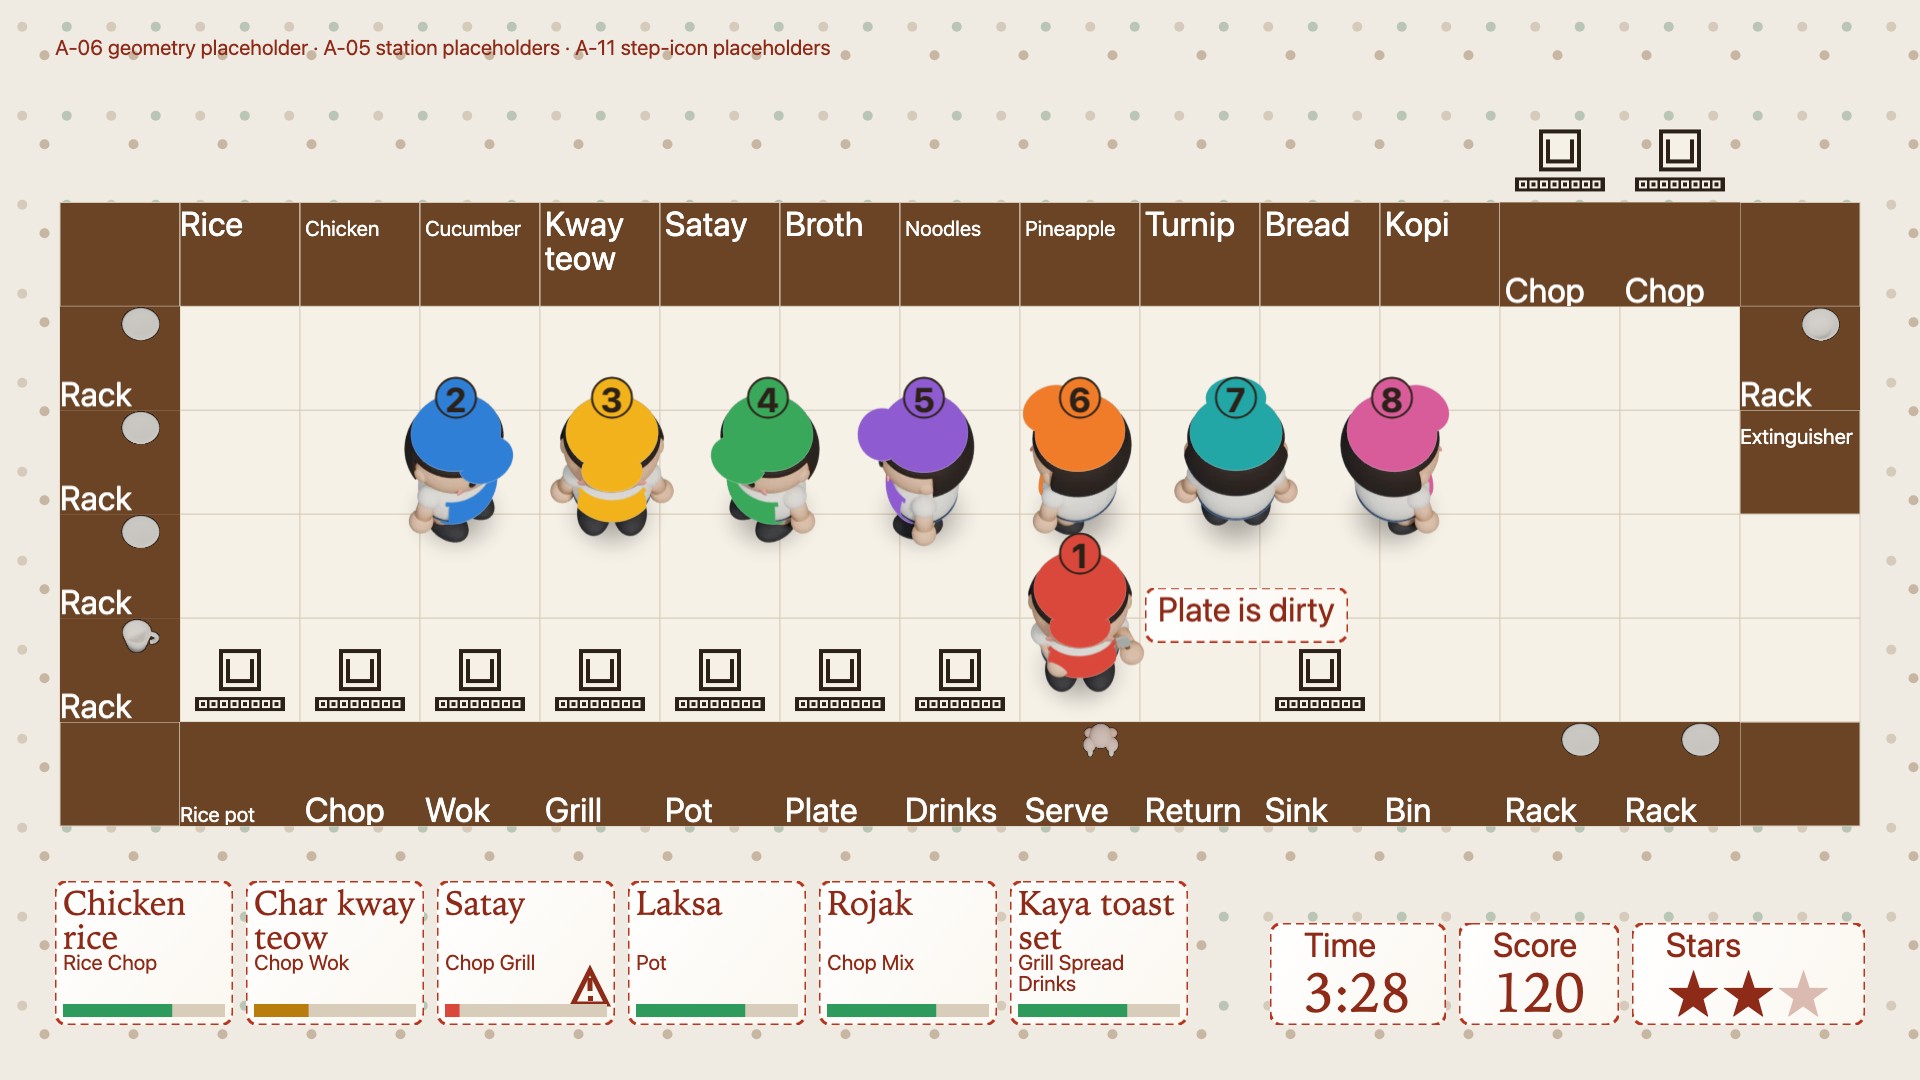 A-06 geometry placeholder · A-05 station placeholders · A-11 step-icon placeholders
Rice
Chicken
Cucumber
Kway
teow
Satay
Broth
Noodles
Pineapple
Turnip
Bread
Kopi
Chop
Chop
Rack
Rack
Extinguisher
2
3
4
5
6
7
8
Rack
Rack
1
Plate is dirty
Rack
Rice pot
Chop
Wok
Grill
Pot
Plate
Drinks
Serve
Return
Sink
Bin
Rack
Rack
Chicken
rice
Rice Chop
Char kway
teow
Chop Wok
Satay
Chop Grill
Laksa
Pot
Rojak
Chop Mix
Kaya toast
set
Grill Spread
Drinks
Time
3:28
Score
120
Stars